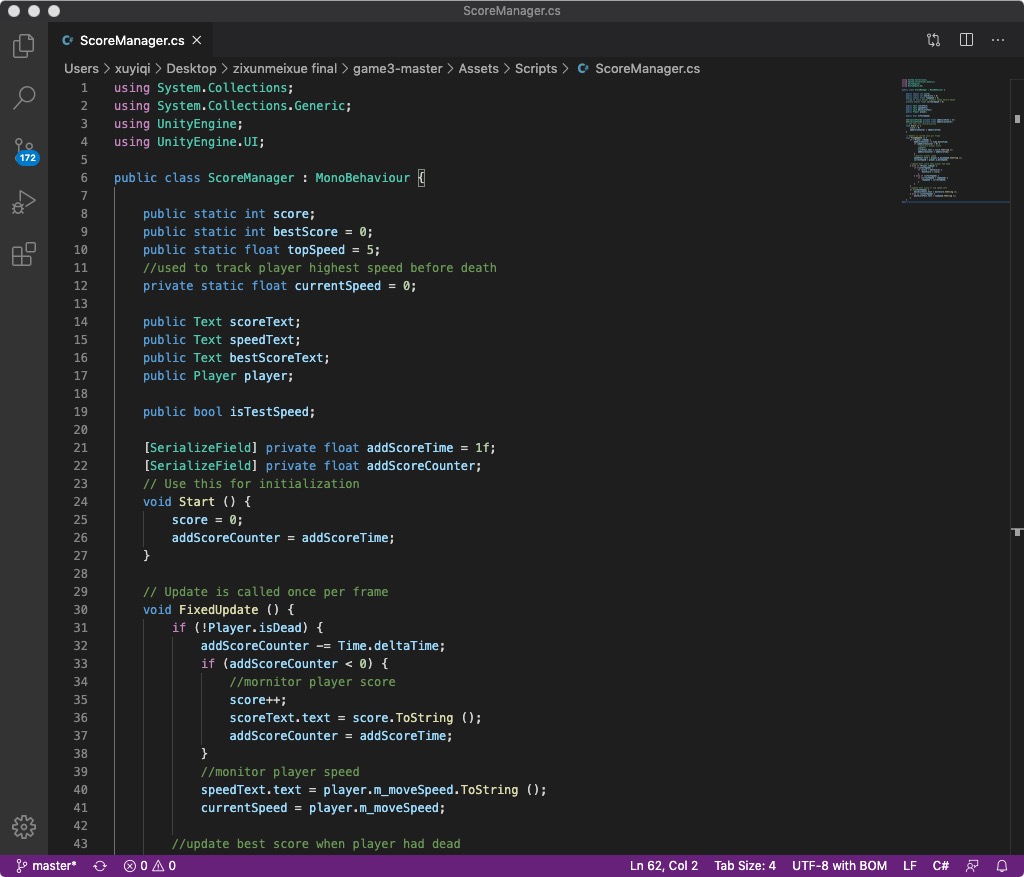 ScoreManager.cs
ScoreManager.cs
Users > xuyiqi > Desktop > zixunmeixue final > game3-master > Assets > Scripts > ScoreManager.cs
172
1 using System.Collections;
2 using System.Collections.Generic;
3 using UnityEngine;
4 using UnityEngine.UI;
5
6 public class ScoreManager : MonoBehaviour {
7
8 public static int score;
9 public static int bestScore = 0;
10 public static float topSpeed = 5;
11 //used to track player highest speed before death
12 private static float currentSpeed = 0;
13
14 public Text scoreText;
15 public Text speedText;
16 public Text bestScoreText;
17 public Player player;
18
19 public bool isTestSpeed;
20
21 [SerializeField] private float addScoreTime = 1f;
22 [SerializeField] private float addScoreCounter;
23 // Use this for initialization
24 void Start () {
25 score = 0;
26 addScoreCounter = addScoreTime;
27 }
28
29 // Update is called once per frame
30 void FixedUpdate () {
31 if (!Player.isDead) {
32 addScoreCounter -= Time.deltaTime;
33 if (addScoreCounter < 0) {
34 //mornitor player score
35 score++;
36 scoreText.text = score.ToString ();
37 addScoreCounter = addScoreTime;
38 }
39 //monitor player speed
40 speedText.text = player.m_moveSpeed.ToString ();
41 currentSpeed = player.m_moveSpeed;
42
43 //update best score when player had dead
master* 0 0 Ln 62, Col 2 Tab Size: 4 UTF-8 with BOM LF C#